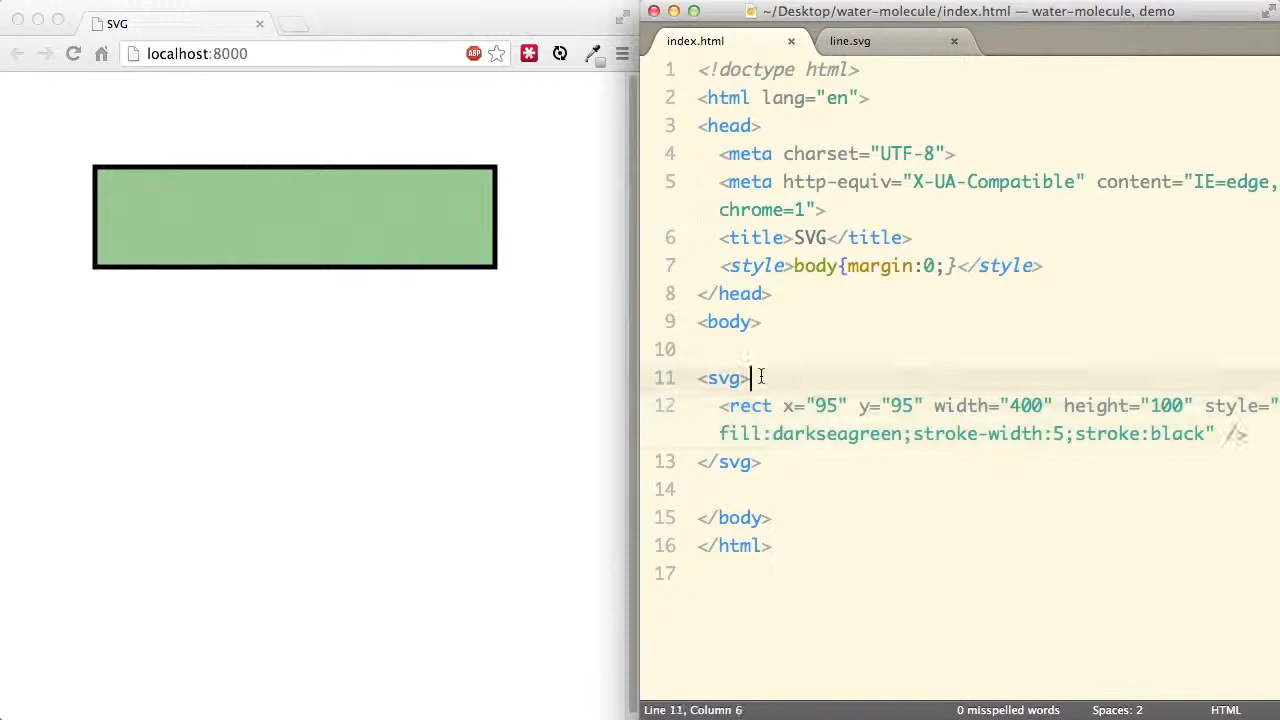 SVG
localhost:8000
ABP
~/Desktop/water-molecule/index.html — water-molecule, demo
index.html
line.svg
1 <!doctype html>
2 <html lang="en">
3 <head>
4 <meta charset="UTF-8">
5 <meta http-equiv="X-UA-Compatible" content="IE=edge,
chrome=1">
6 <title>SVG</title>
7 <style>body{margin:0;}</style>
8 </head>
9 <body>
10
11 <svg>
12 <rect x="95" y="95" width="400" height="100" style="
fill:darkseagreen;stroke-width:5;stroke:black" />
13 </svg>
14
15 </body>
16 </html>
17
Line 11, Column 6
0 misspelled words
Spaces: 2
HTML